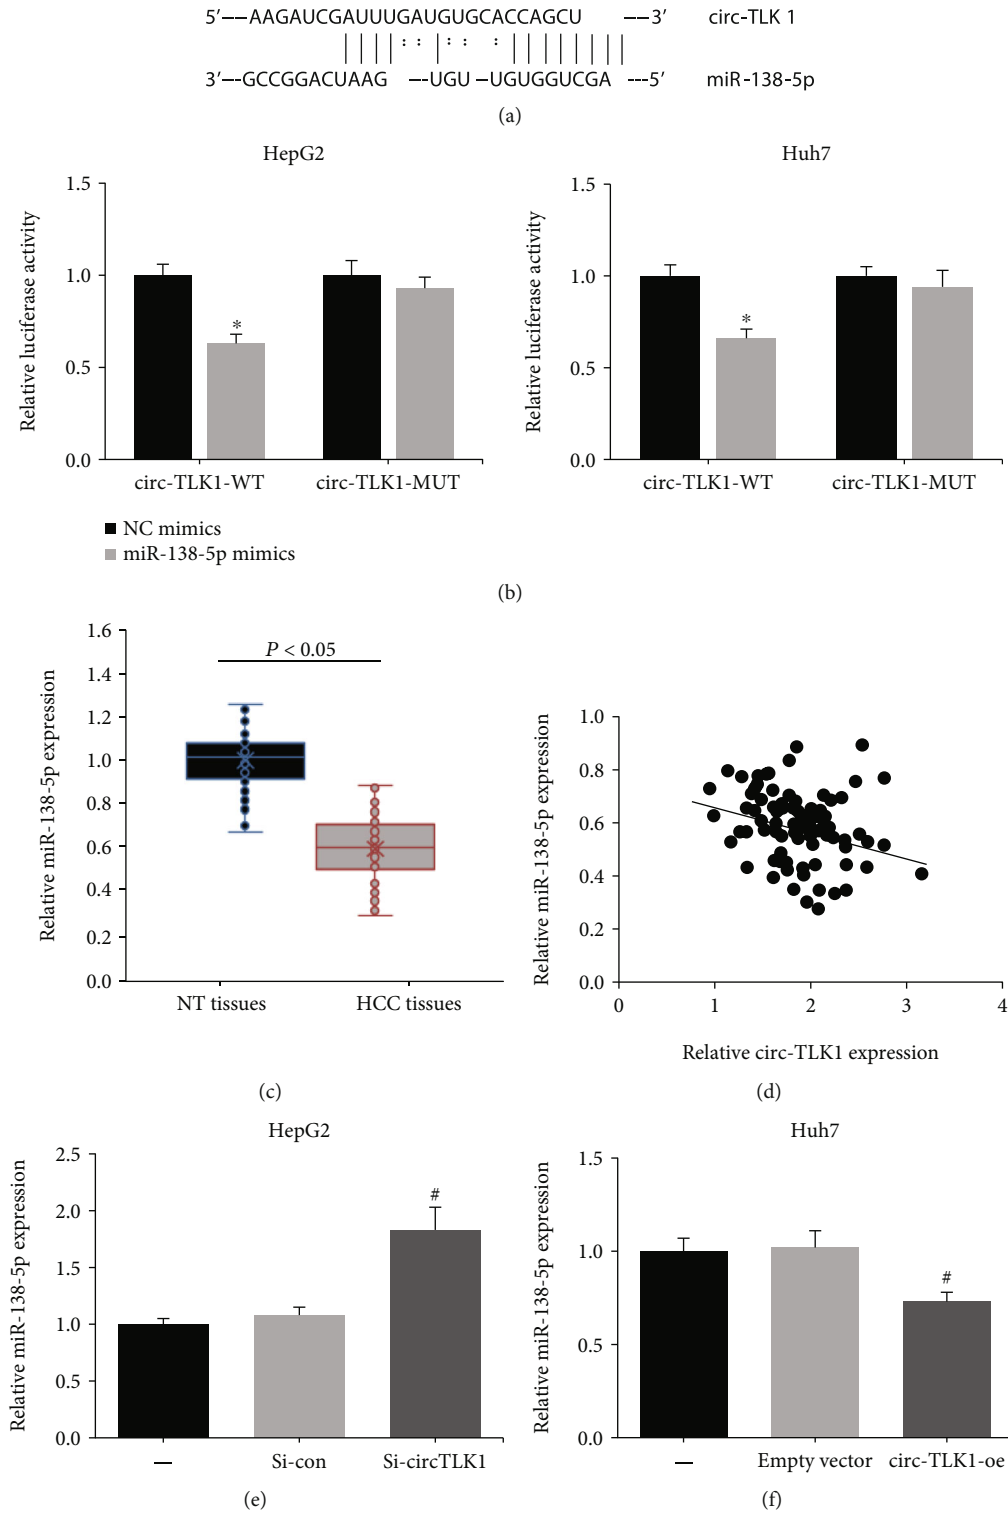 5′–––AAGAUCGAUUUGAUGUGCACCAGCU –––3′ circ-TLK 1
3′–––GCCGGACUAAG –––UGU –UGUGGUCGA ---5′ miR-138-5p
(a)
HepG2
Relative luciferase activity
1.5
1.0
0.5
0.0
*
circ-TLK1-WT circ-TLK1-MUT
Huh7
Relative luciferase activity
1.5
1.0
0.5
0.0
*
circ-TLK1-WT circ-TLK1-MUT
NC mimics
miR-138-5p mimics
(b)
Relative miR-138-5p expression
1.6
1.4
1.2
1.0
0.8
0.6
0.4
0.2
0.0
P < 0.05
NT tissues HCC tissues
(c)
Relative miR-138-5p expression
1.0
0.8
0.6
0.4
0.2
0.0
0 1 2 3 4
Relative circ-TLK1 expression
(d)
HepG2
Relative miR-138-5p expression
2.5
2.0
1.5
1.0
0.5
0.0
#
— Si-con Si-circTLK1
(e)
Huh7
Relative miR-138-5p expression
1.5
1.0
0.5
0.0
#
— Empty vector circ-TLK1-oe
(f)